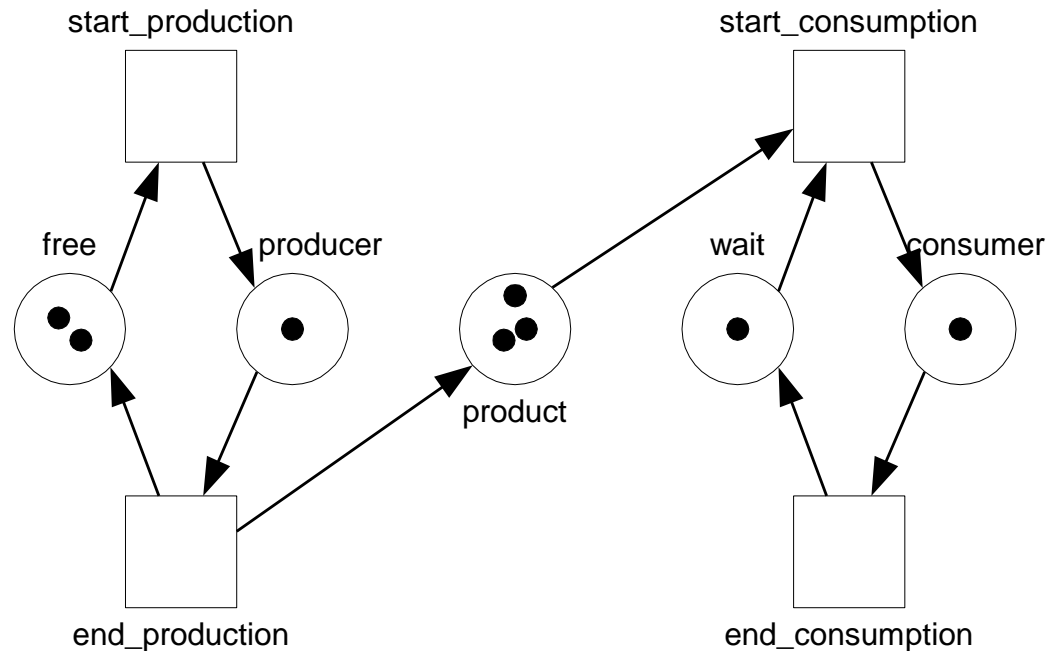 start_production
start_consumption
free
producer
wait
consumer
product
end_production
end_consumption